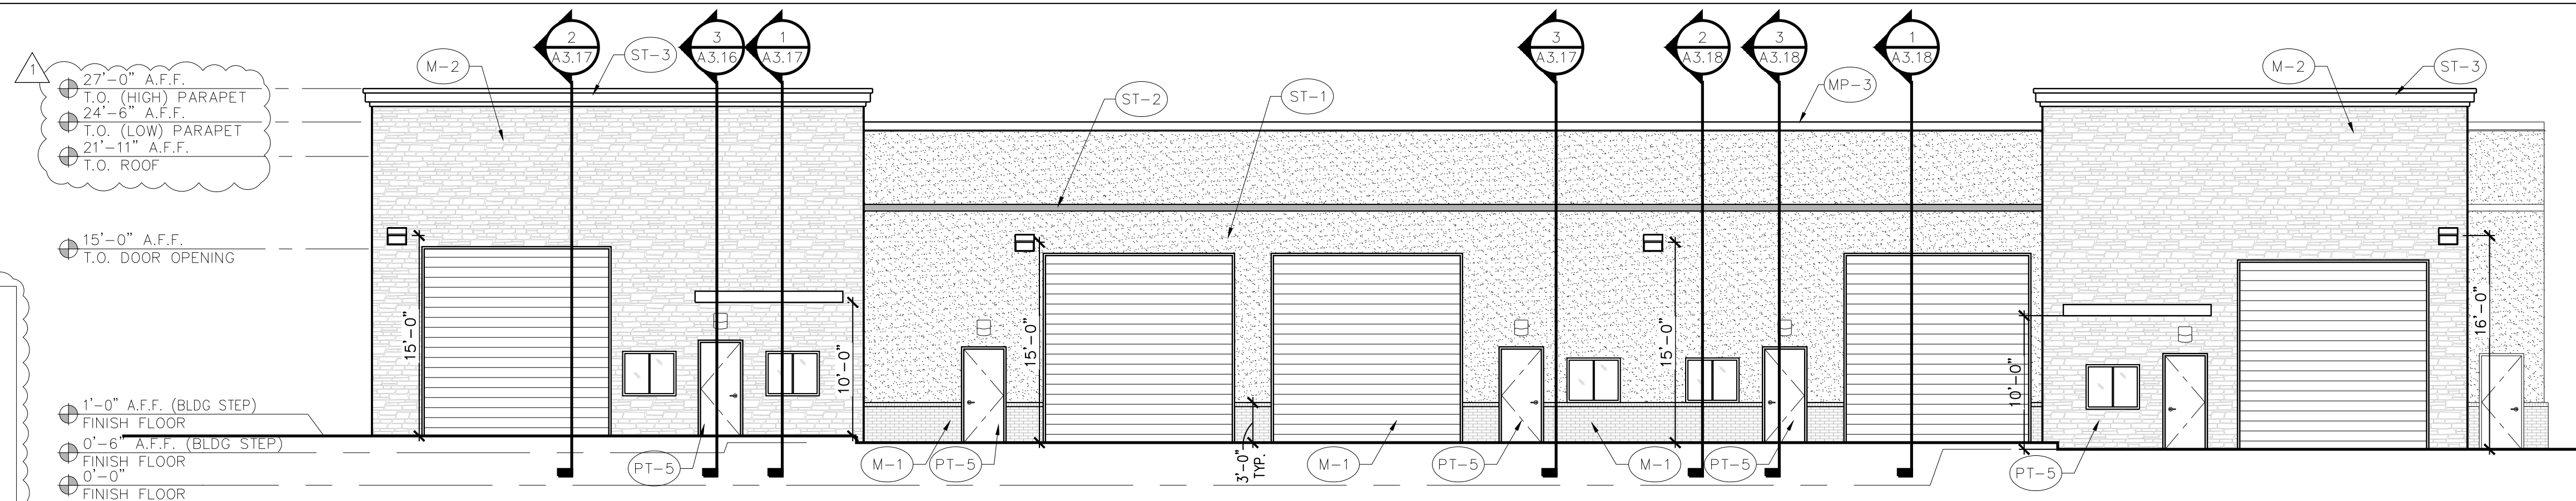 1
27'-0" A.F.F.
T.O. (HIGH) PARAPET
24'-6" A.F.F.
T.O. (LOW) PARAPET
21'-11" A.F.F.
T.O. ROOF
15'-0" A.F.F.
T.O. DOOR OPENING
1'-0" A.F.F. (BLDG STEP)
FINISH FLOOR
0'-6" A.F.F. (BLDG STEP)
FINISH FLOOR
0'-0"
FINISH FLOOR
M-2
2
A3.17
ST-3
3
A3.16
1
A3.17
ST-2
ST-1
3
A3.17
2
A3.18
3
A3.18
MP-3
1
A3.18
M-2
ST-3
15'-0"
10'-0"
15'-0"
3'-0"
TYP.
15'-0"
10'-0"
16'-0"
PT-5
M-1
PT-5
M-1
PT-5
M-1
PT-5
PT-5